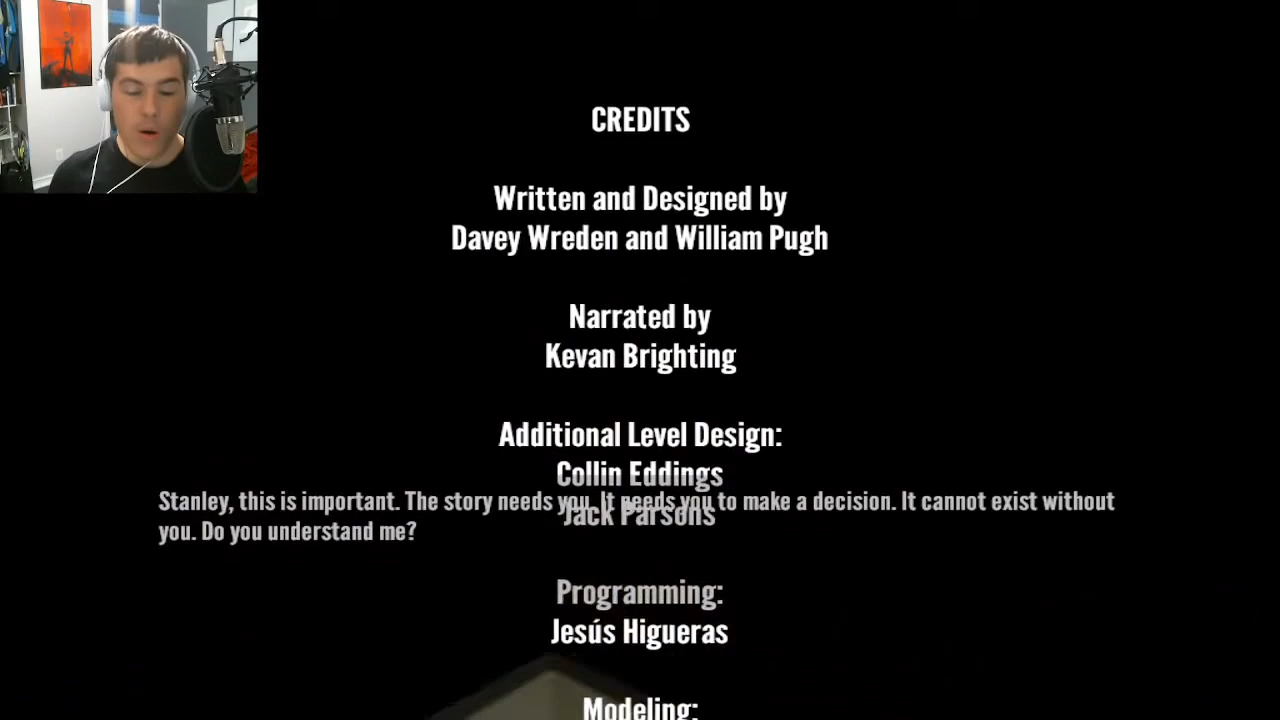 CREDITS
Written and Designed by
Davey Wreden and William Pugh
Narrated by
Kevan Brighting
Additional Level Design:
Collin Eddings
Jack Parsons
Stanley, this is important. The story needs you. It needs you to make a decision. It cannot exist without
you. Do you understand me?
Programming:
Jesús Higueras
Modeling: